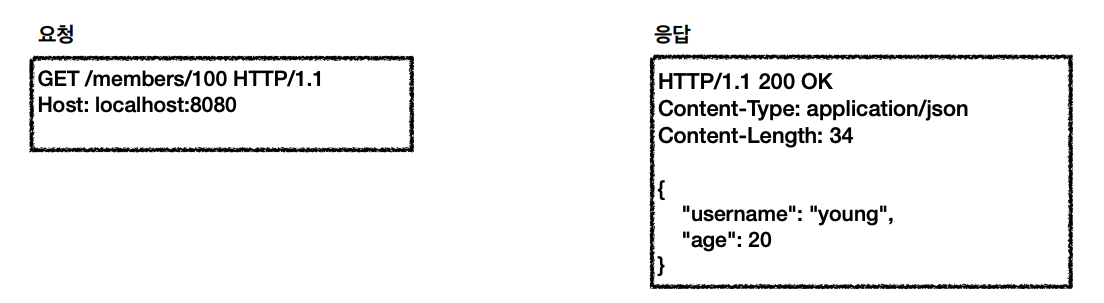 요청
GET /members/100 HTTP/1.1
Host: localhost:8080
응답
HTTP/1.1 200 OK
Content-Type: application/json
Content-Length: 34
{
"username": "young",
"age": 20
}